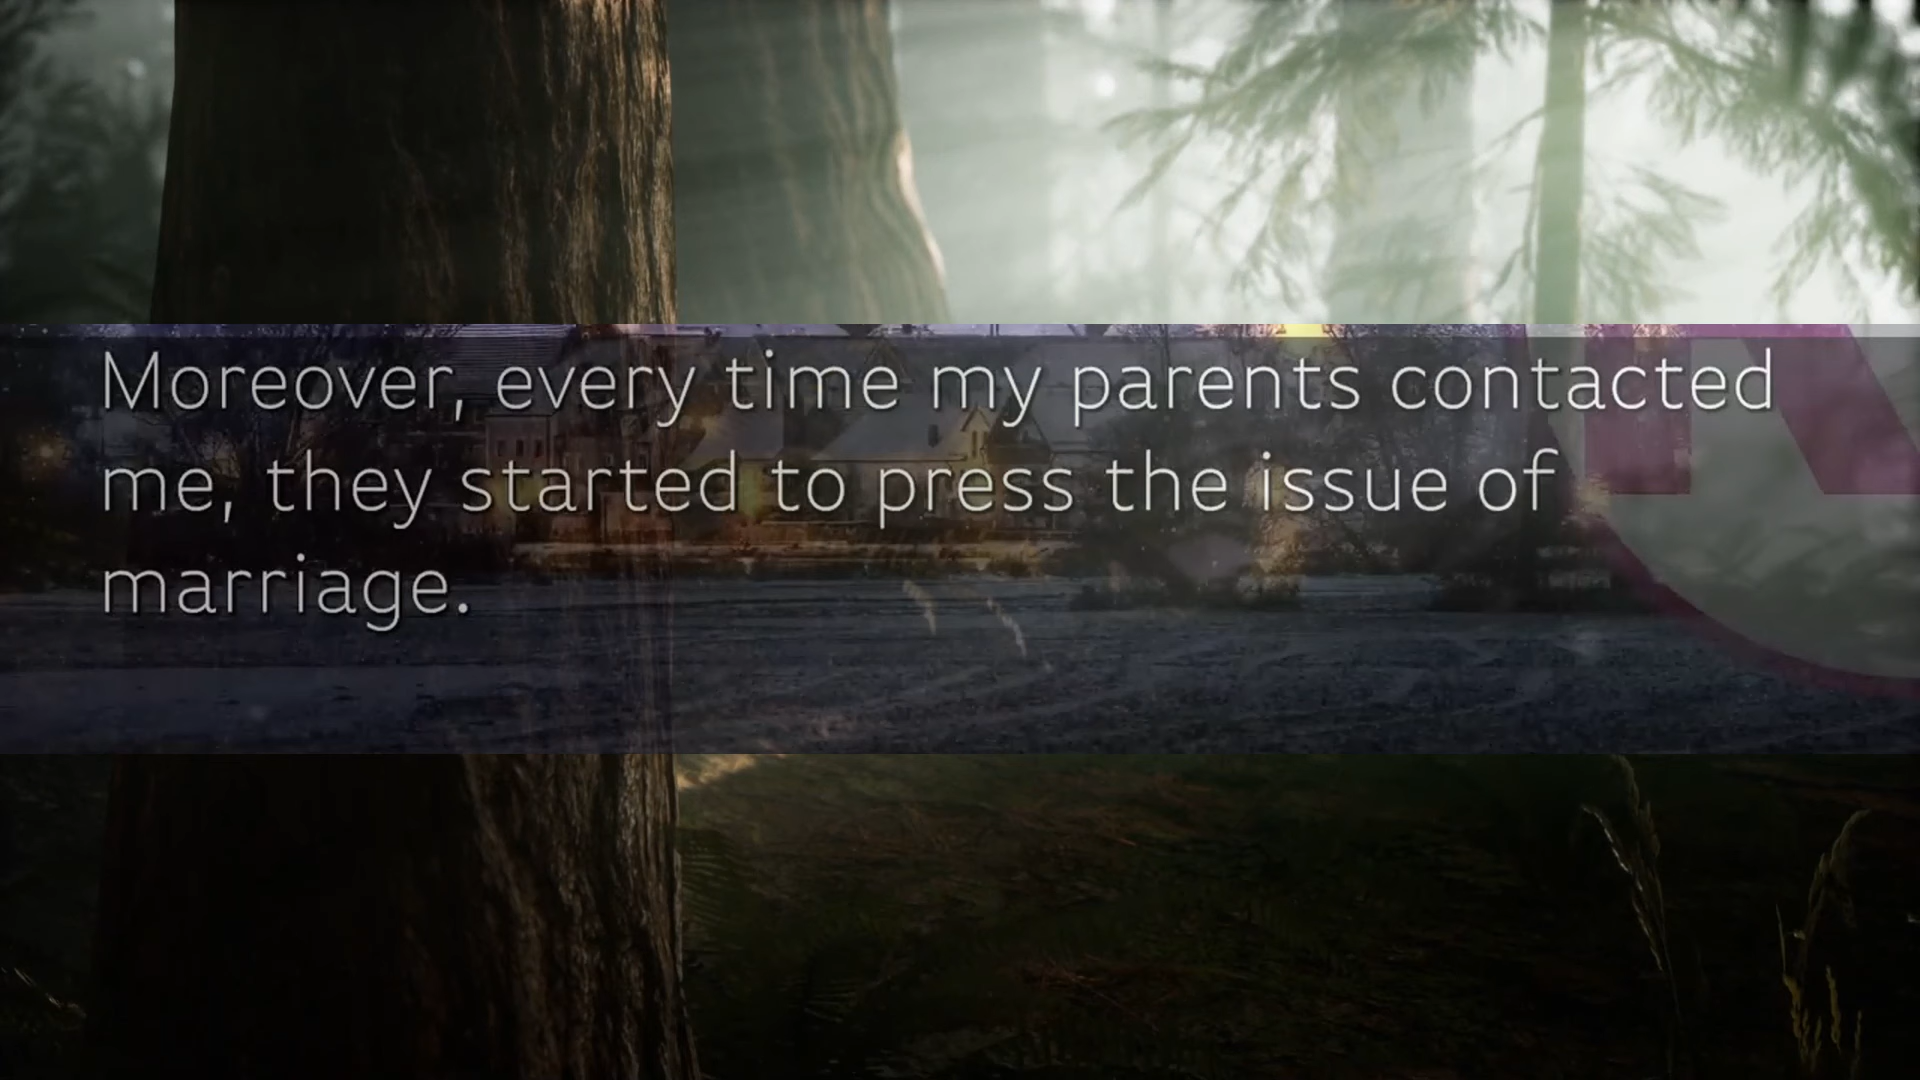 Moreover, every time my parents contacted
me, they started to press the issue of
marriage.